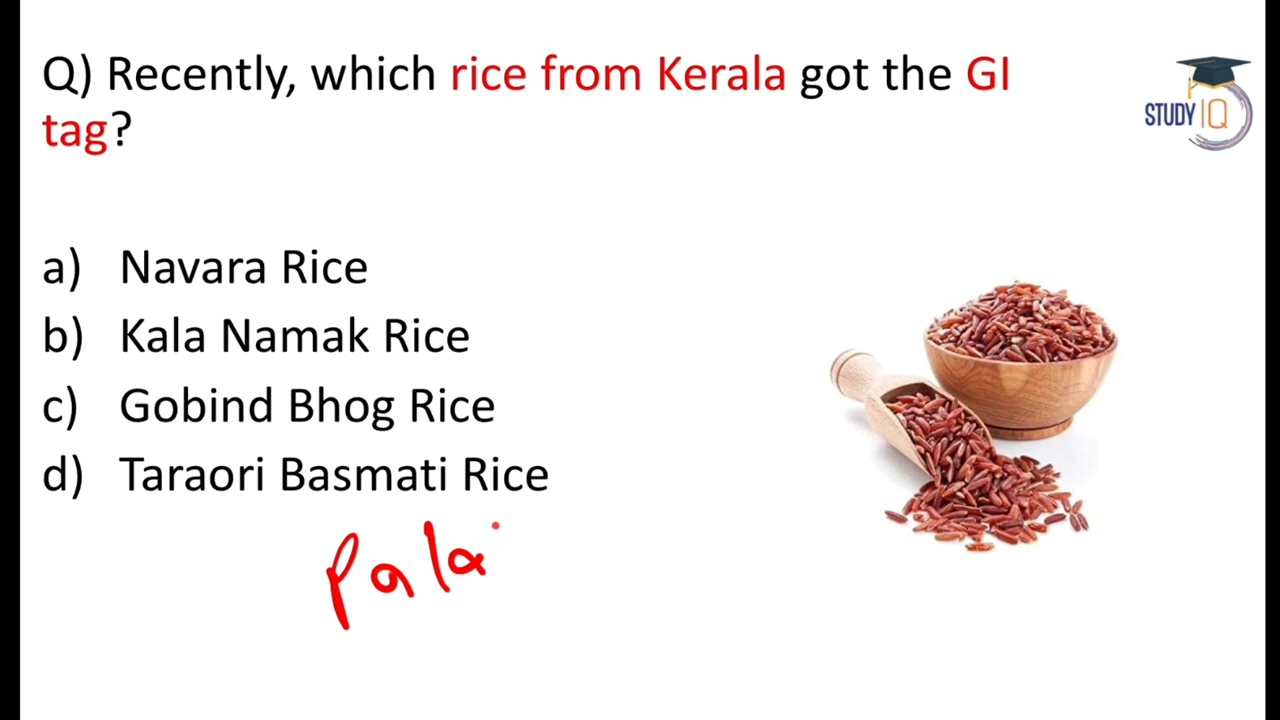 Q) Recently, which rice from Kerala got the GI
tag?
STUDY IQ
a) Navara Rice
b) Kala Namak Rice
c) Gobind Bhog Rice
d) Taraori Basmati Rice
Pala